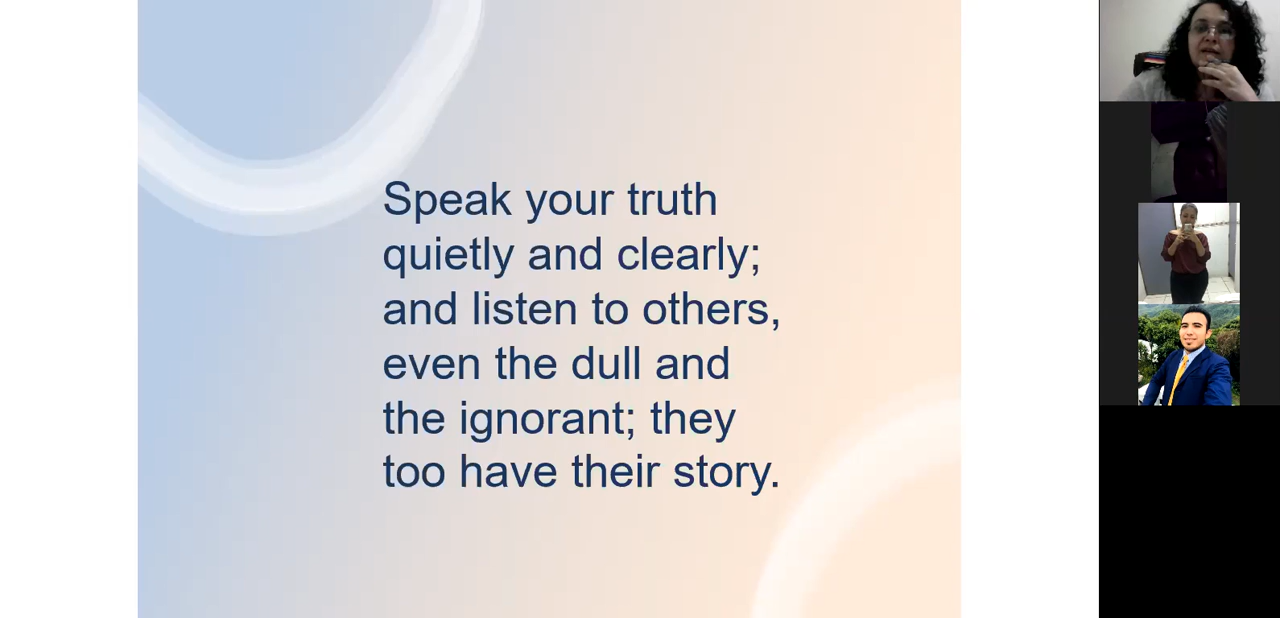 Speak your truth
quietly and clearly;
and listen to others,
even the dull and
the ignorant; they
too have their story.